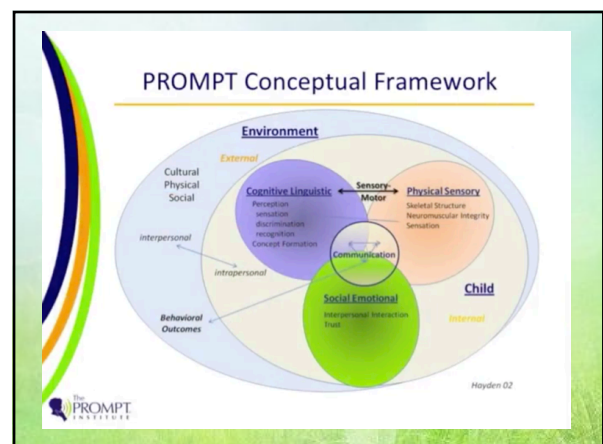 PROMPT Conceptual Framework
Environment
External
Cultural
Physical
Social
Cognitive Linguistic
Perception
sensation
discrimination
recognition
Concept Formation
Sensory-
Motor
Physical Sensory
Skeletal Structure
Neuromuscular Integrity
Sensation
interpersonal
intrapersonal
Communication
Child
Internal
Social Emotional
Interpersonal Interaction
Trust
Behavioral
Outcomes
Hayden 02
The
PROMPT
INSTITUTE